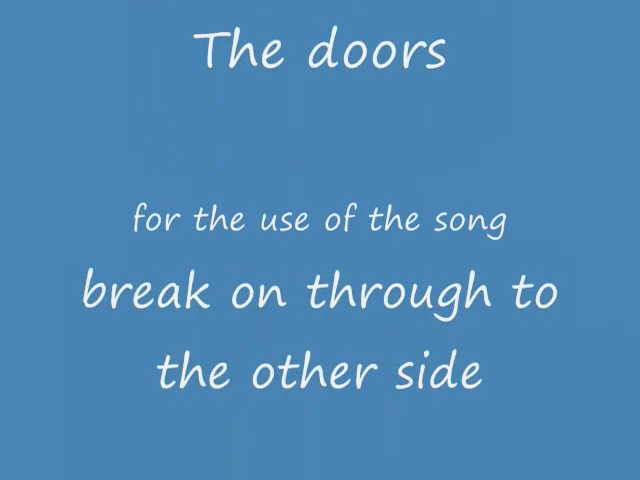 The doors
for the use of the song
break on through to
the other side